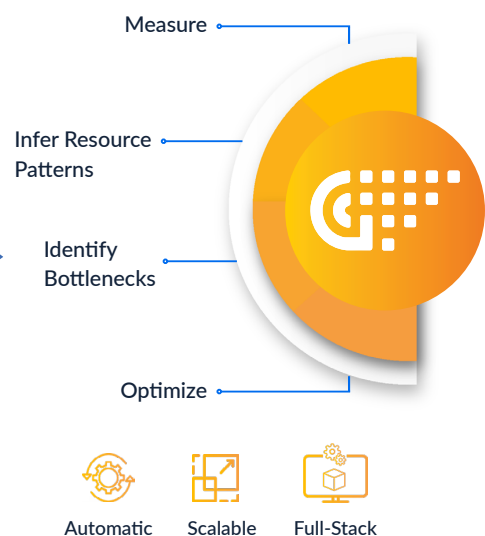 Measure
Infer Resource
Patterns
Identify
Bottlenecks
Optimize
Automatic Scalable Full-Stack